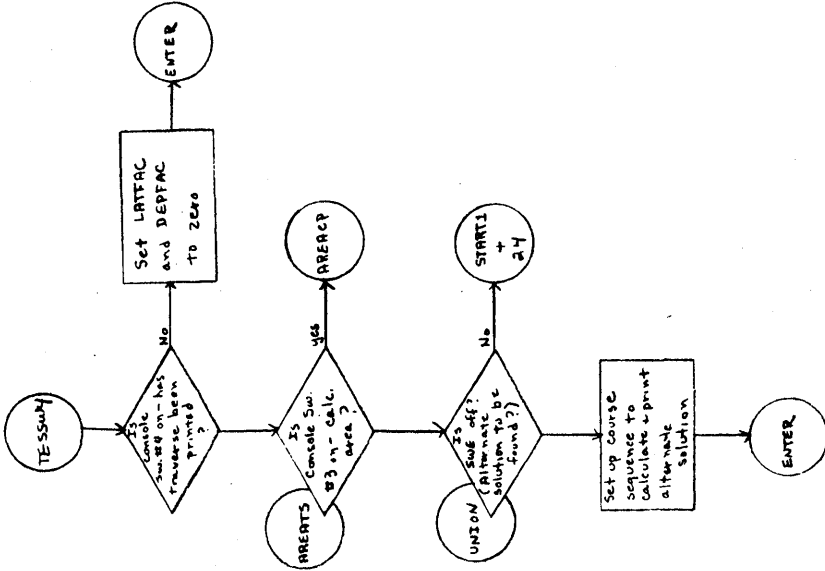 TESSW4
Is
Console
Sw. #4 on - has
traverse been
printed
?
No
Set LATFAC
and DEPFAC
to zero
ENTER
AREATS
Is
Console Sw.
#3 on - calc.
area?
yes
AREACP
UNION
Is
SWE off?
(Alternate
solution to be
found?)
No
START1
+
24
Set up course
sequence to
calculate + print
alternate
solution
ENTER